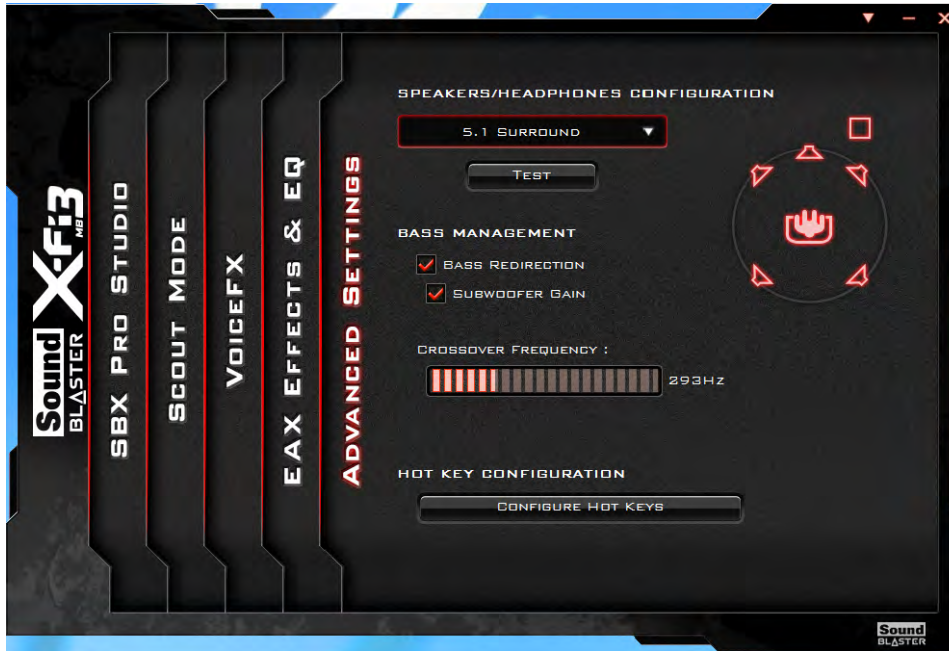 Sound
BLASTER
X-Fi3
MB
SBX Pro Studio
Scout Mode
VoiceFX
EAX Effects & EQ
Advanced Settings
SPEAKERS/HEADPHONES CONFIGURATION
5.1 SURROUND
TEST
BASS MANAGEMENT
BASS REDIRECTION
SUBWOOFER GAIN
CROSSOVER FREQUENCY :
293Hz
HOT KEY CONFIGURATION
CONFIGURE HOT KEYS
Sound
BLASTER